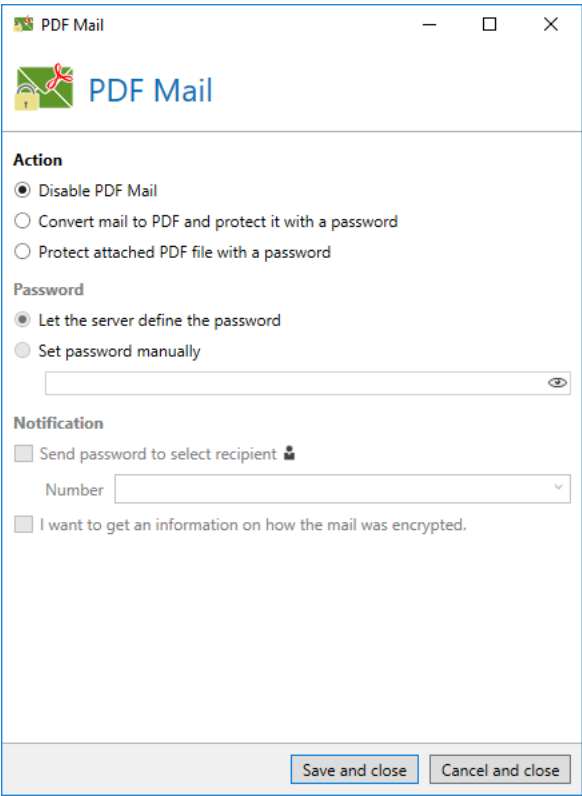 PDF Mail
PDF Mail
Action
Disable PDF Mail
Convert mail to PDF and protect it with a password
Protect attached PDF file with a password
Password
Let the server define the password
Set password manually
Notification
Send password to select recipient
Number
I want to get an information on how the mail was encrypted.
Save and close Cancel and close